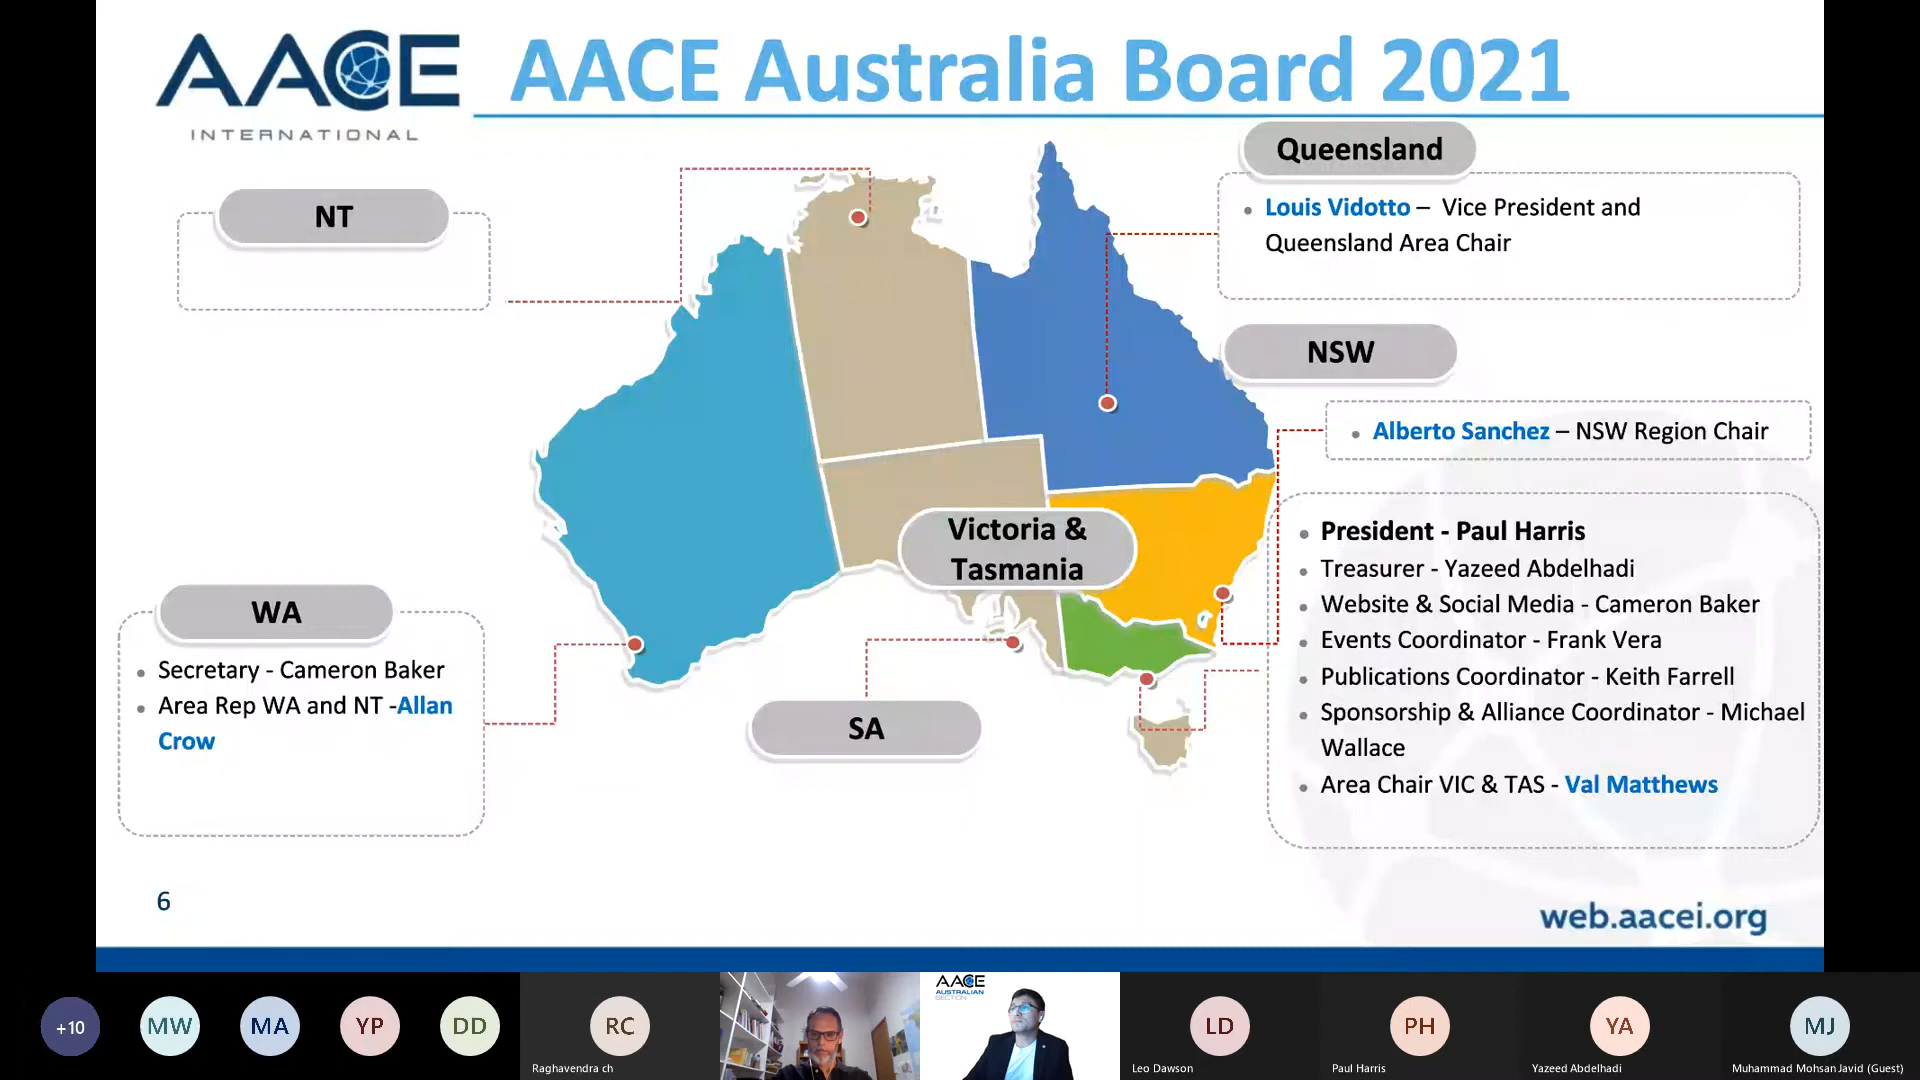 AACE
INTERNATIONAL
AACE Australia Board 2021
Queensland
Louis Vidotto – Vice President and
Queensland Area Chair
NT
NSW
Alberto Sanchez – NSW Region Chair
Victoria &
Tasmania
President - Paul Harris
Treasurer - Yazeed Abdelhadi
Website & Social Media - Cameron Baker
Events Coordinator - Frank Vera
Publications Coordinator - Keith Farrell
Sponsorship & Alliance Coordinator - Michael
Wallace
Area Chair VIC & TAS - Val Matthews
WA
Secretary - Cameron Baker
Area Rep WA and NT -Allan
Crow
SA
6
web.aacei.org
+10
MW
MA
YP
DD
RC
Raghavendra ch
AACE
AUSTRALIAN
SECTION
LD
Leo Dawson
PH
Paul Harris
YA
Yazeed Abdelhadi
MJ
Muhammad Mohsan Javid (Guest)